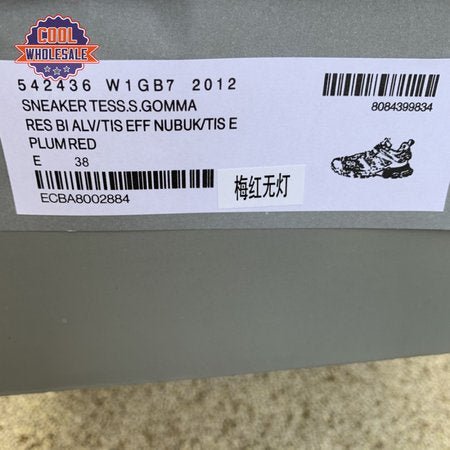 COOL
WHOLESALE
542436 W1GB7 2012
SNEAKER TESS.S.GOMMA
8084399834
RES BI ALV/TIS EFF NUBUK/TIS E
PLUM RED
E 38
ECBA8002884
梅红无灯